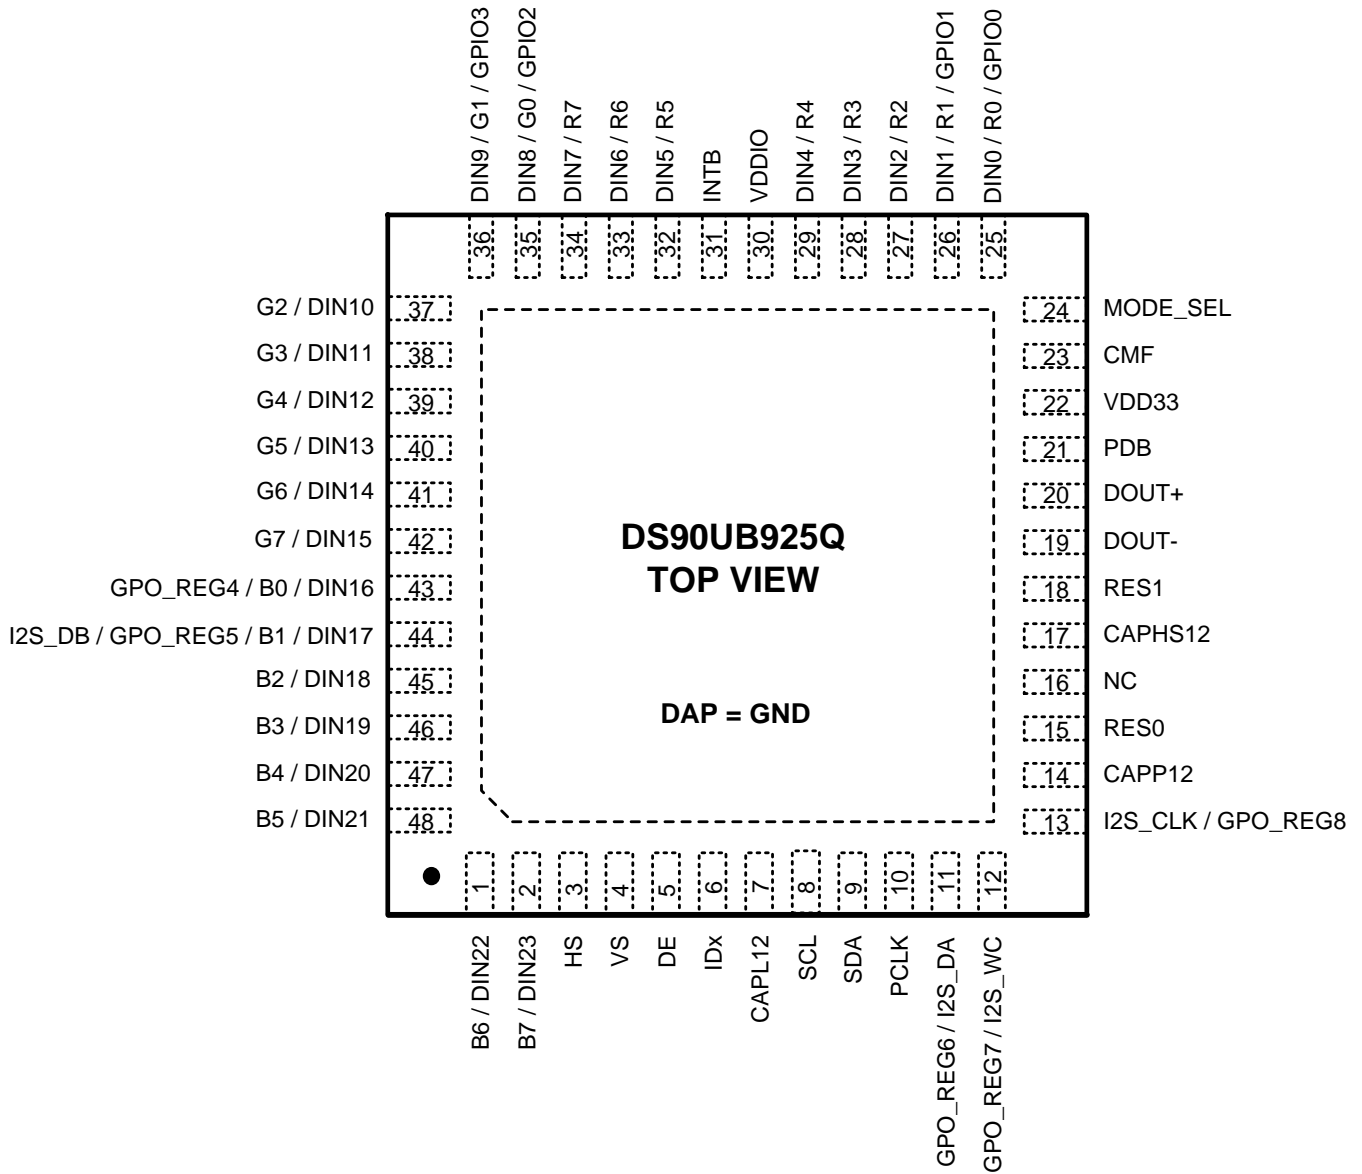 DIN9 / G1 / GPIO3
DIN8 / G0 / GPIO2
DIN7 / R7
DIN6 / R6
DIN5 / R5
INTB
VDDIO
DIN4 / R4
DIN3 / R3
DIN2 / R2
DIN1 / R1 / GPIO1
DIN0 / R0 / GPIO0
36
35
34
33
32
31
30
29
28
27
26
25
G2 / DIN10
37
G3 / DIN11
38
G4 / DIN12
39
G5 / DIN13
40
G6 / DIN14
41
G7 / DIN15
42
GPO_REG4 / B0 / DIN16
43
I2S_DB / GPO_REG5 / B1 / DIN17
44
B2 / DIN18
45
B3 / DIN19
46
B4 / DIN20
47
B5 / DIN21
48
DS90UB925Q
TOP VIEW
DAP = GND
24
MODE_SEL
23
CMF
22
VDD33
21
PDB
20
DOUT+
19
DOUT-
18
RES1
17
CAPHS12
16
NC
15
RES0
14
CAPP12
13
I2S_CLK / GPO_REG8
1
2
3
4
5
6
7
8
9
10
11
12
B6 / DIN22
B7 / DIN23
HS
VS
DE
IDx
CAPL12
SCL
SDA
PCLK
GPO_REG6 / I2S_DA
GPO_REG7 / I2S_WC